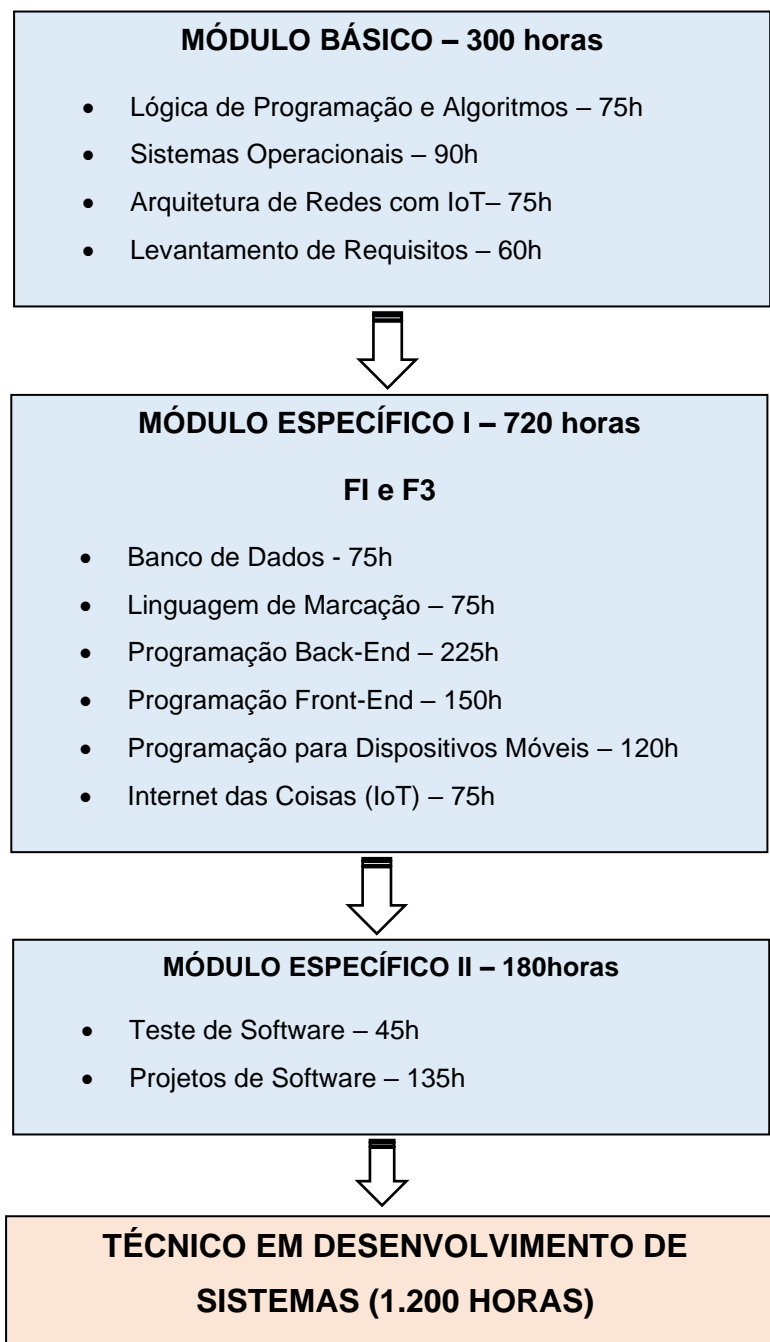 MÓDULO BÁSICO – 300 horas
• Lógica de Programação e Algoritmos – 75h
• Sistemas Operacionais – 90h
• Arquitetura de Redes com IoT– 75h
• Levantamento de Requisitos – 60h
MÓDULO ESPECÍFICO I – 720 horas
FI e F3
• Banco de Dados - 75h
• Linguagem de Marcação – 75h
• Programação Back-End – 225h
• Programação Front-End – 150h
• Programação para Dispositivos Móveis – 120h
• Internet das Coisas (IoT) – 75h
MÓDULO ESPECÍFICO II – 180horas
• Teste de Software – 45h
• Projetos de Software – 135h
TÉCNICO EM DESENVOLVIMENTO DE
SISTEMAS (1.200 HORAS)